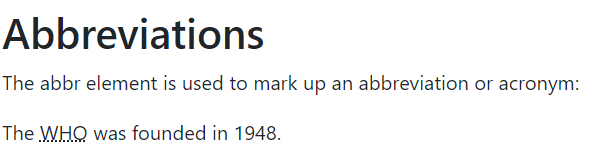 Abbreviations
The abbr element is used to mark up an abbreviation or acronym:
The WHO was founded in 1948.